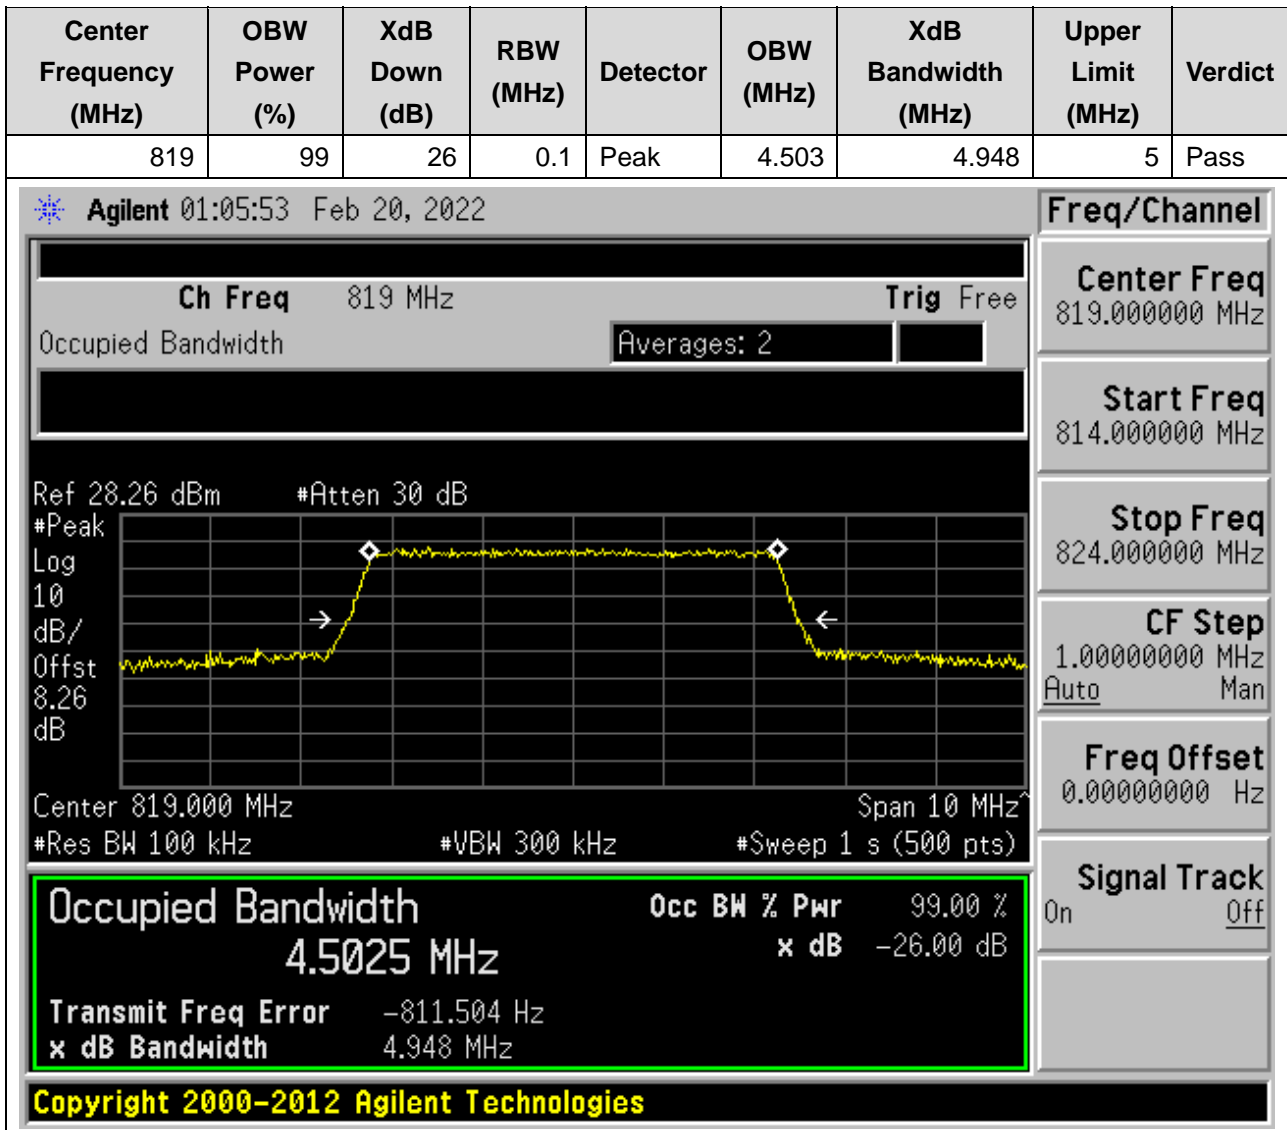 Center Frequency (MHz) OBW Power (%) XdB Down (dB) RBW (MHz) Detector OBW (MHz) XdB Bandwidth (MHz) Upper Limit (MHz) Verdict
819 99 26 0.1 Peak 4.503 4.948 5 Pass
Agilent 01:05:53 Feb 20, 2022
Ch Freq 819 MHz Trig Free
Occupied Bandwidth Averages: 2
Ref 28.26 dBm #Atten 30 dB
#Peak
Log
10
dB/
Offst
8.26
dB
Center 819.000 MHz Span 10 MHz^
#Res BW 100 kHz #VBW 300 kHz #Sweep 1 s (500 pts)
Occupied Bandwidth Occ BW % Pwr 99.00 %
4.5025 MHz x dB -26.00 dB
Transmit Freq Error -811.504 Hz
x dB Bandwidth 4.948 MHz
Copyright 2000-2012 Agilent Technologies
Freq/Channel
Center Freq
819.000000 MHz
Start Freq
814.000000 MHz
Stop Freq
824.000000 MHz
CF Step
1.00000000 MHz
Auto Man
Freq Offset
0.00000000 Hz
Signal Track
On Off